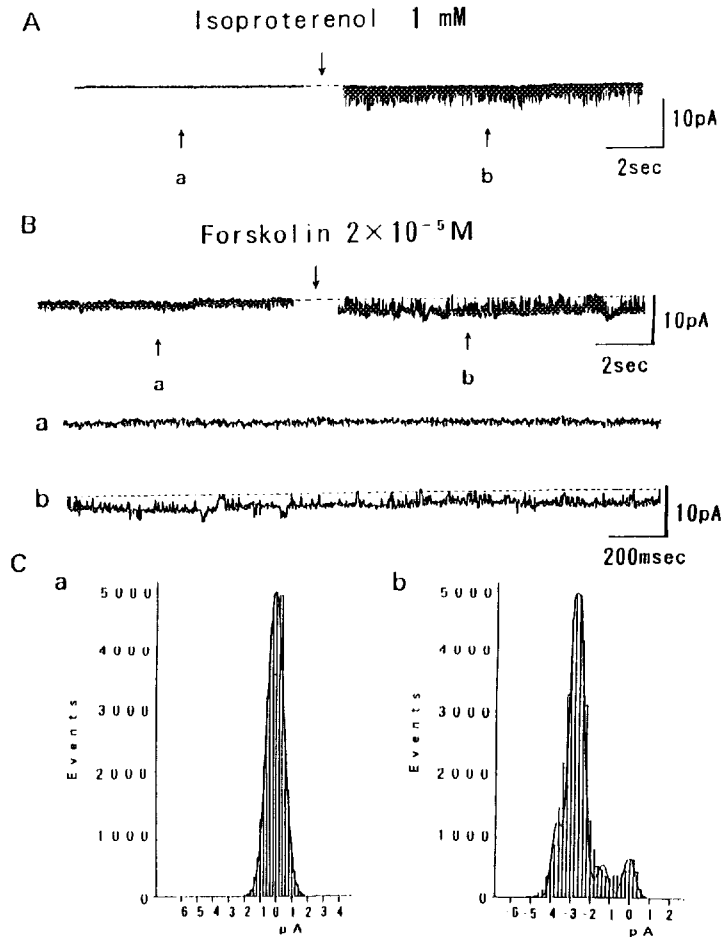 A
Isoproterenol 1 mM
a
b
10pA
2sec
B
Forskolin 2×10⁻⁵M
a
b
10pA
2sec
a
b
10pA
200msec
C
a
b
5000
4000
3000
2000
1000
0
Events
6 5 4 3 2 1 0 1 2 3 4
μA
5000
4000
3000
2000
1000
0
Events
-6 -5 -4 -3 -2 -1 0 1 2
μA